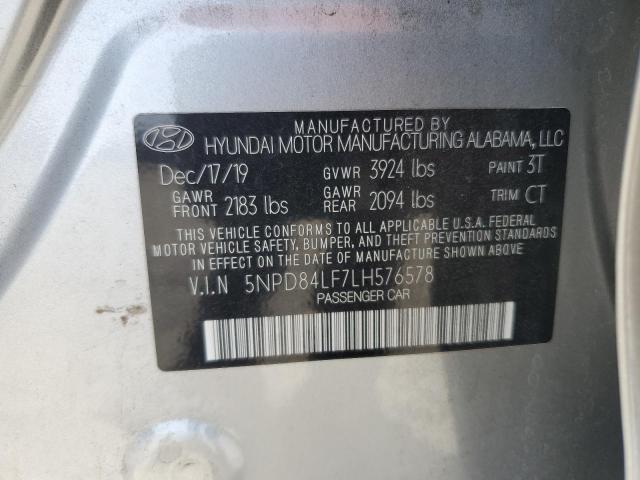 MANUFACTURED BY
HYUNDAI MOTOR MANUFACTURING ALABAMA, LLC
Dec/17/19 GVWR 3924 lbs PAINT 3T
GAWR FRONT 2183 lbs GAWR REAR 2094 lbs TRIM CT
THIS VEHICLE CONFORMS TO ALL APPLICABLE U.S.A. FEDERAL
MOTOR VEHICLE SAFETY, BUMPER, AND THEFT PREVENTION STANDARDS
IN EFFECT ON THE DATE OF MANUFACTURE SHOWN ABOVE.
V.I.N 5NPD84LF7LH576578
PASSENGER CAR